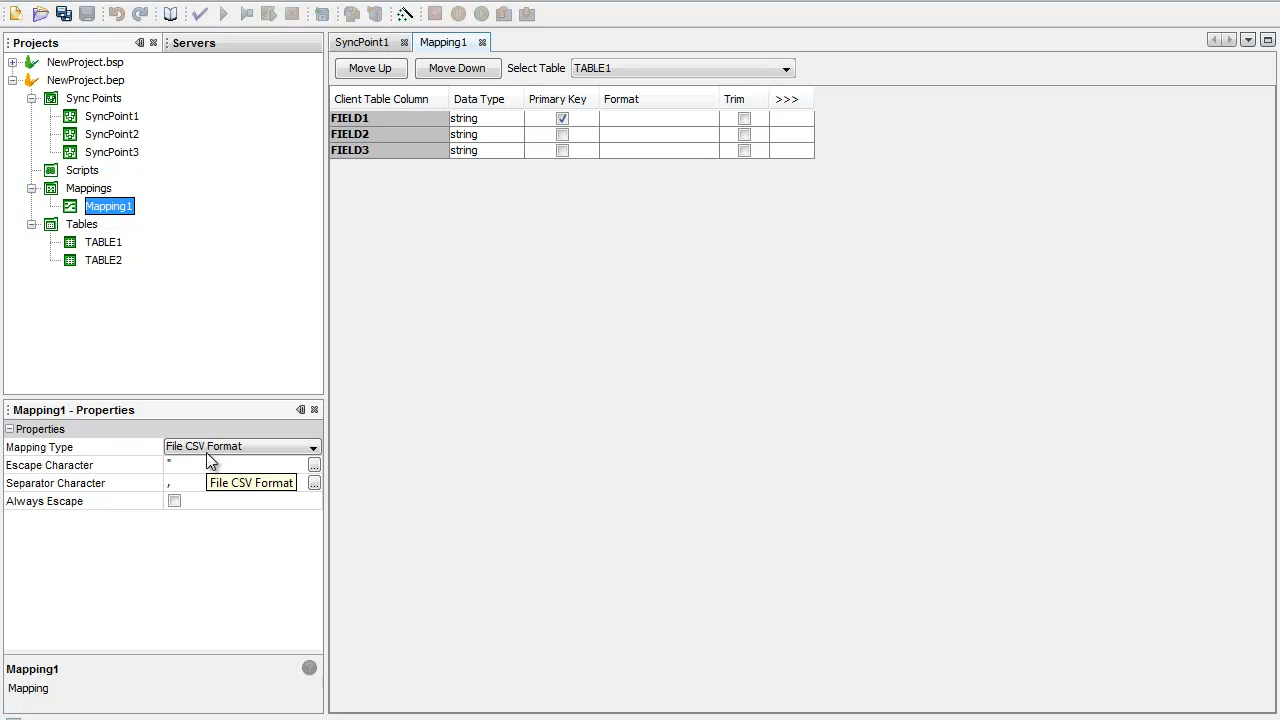 Projects
Servers
NewProject.bsp
NewProject.bep
Sync Points
SyncPoint1
SyncPoint2
SyncPoint3
Scripts
Mappings
Mapping1
Tables
TABLE1
TABLE2
SyncPoint1
Mapping1
Move Up
Move Down
Select Table
TABLE1
Client Table Column Data Type Primary Key Format Trim >>>
FIELD1 string
FIELD2 string
FIELD3 string
Mapping1 - Properties
Properties
Mapping Type File CSV Format
Escape Character "
Separator Character ,
File CSV Format
Always Escape
Mapping1
Mapping